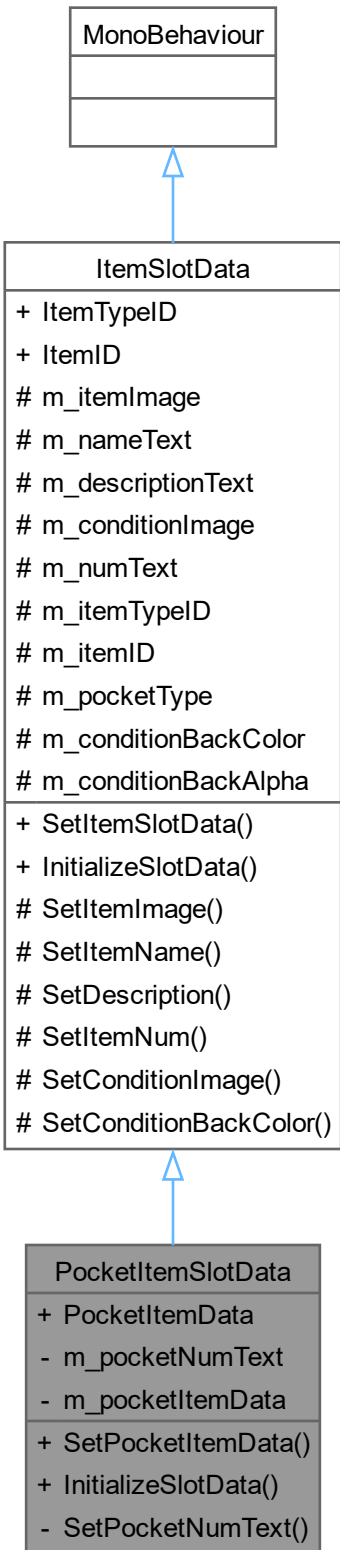 MonoBehaviour
ItemSlotData
+ ItemTypeID
+ ItemID
# m_itemImage
# m_nameText
# m_descriptionText
# m_conditionImage
# m_numText
# m_itemTypeID
# m_itemID
# m_pocketType
# m_conditionBackColor
# m_conditionBackAlpha
+ SetItemSlotData()
+ InitializeSlotData()
# SetItemImage()
# SetItemName()
# SetDescription()
# SetItemNum()
# SetConditionImage()
# SetConditionBackColor()
PocketItemSlotData
+ PocketItemData
- m_pocketNumText
- m_pocketItemData
+ SetPocketItemData()
+ InitializeSlotData()
- SetPocketNumText()